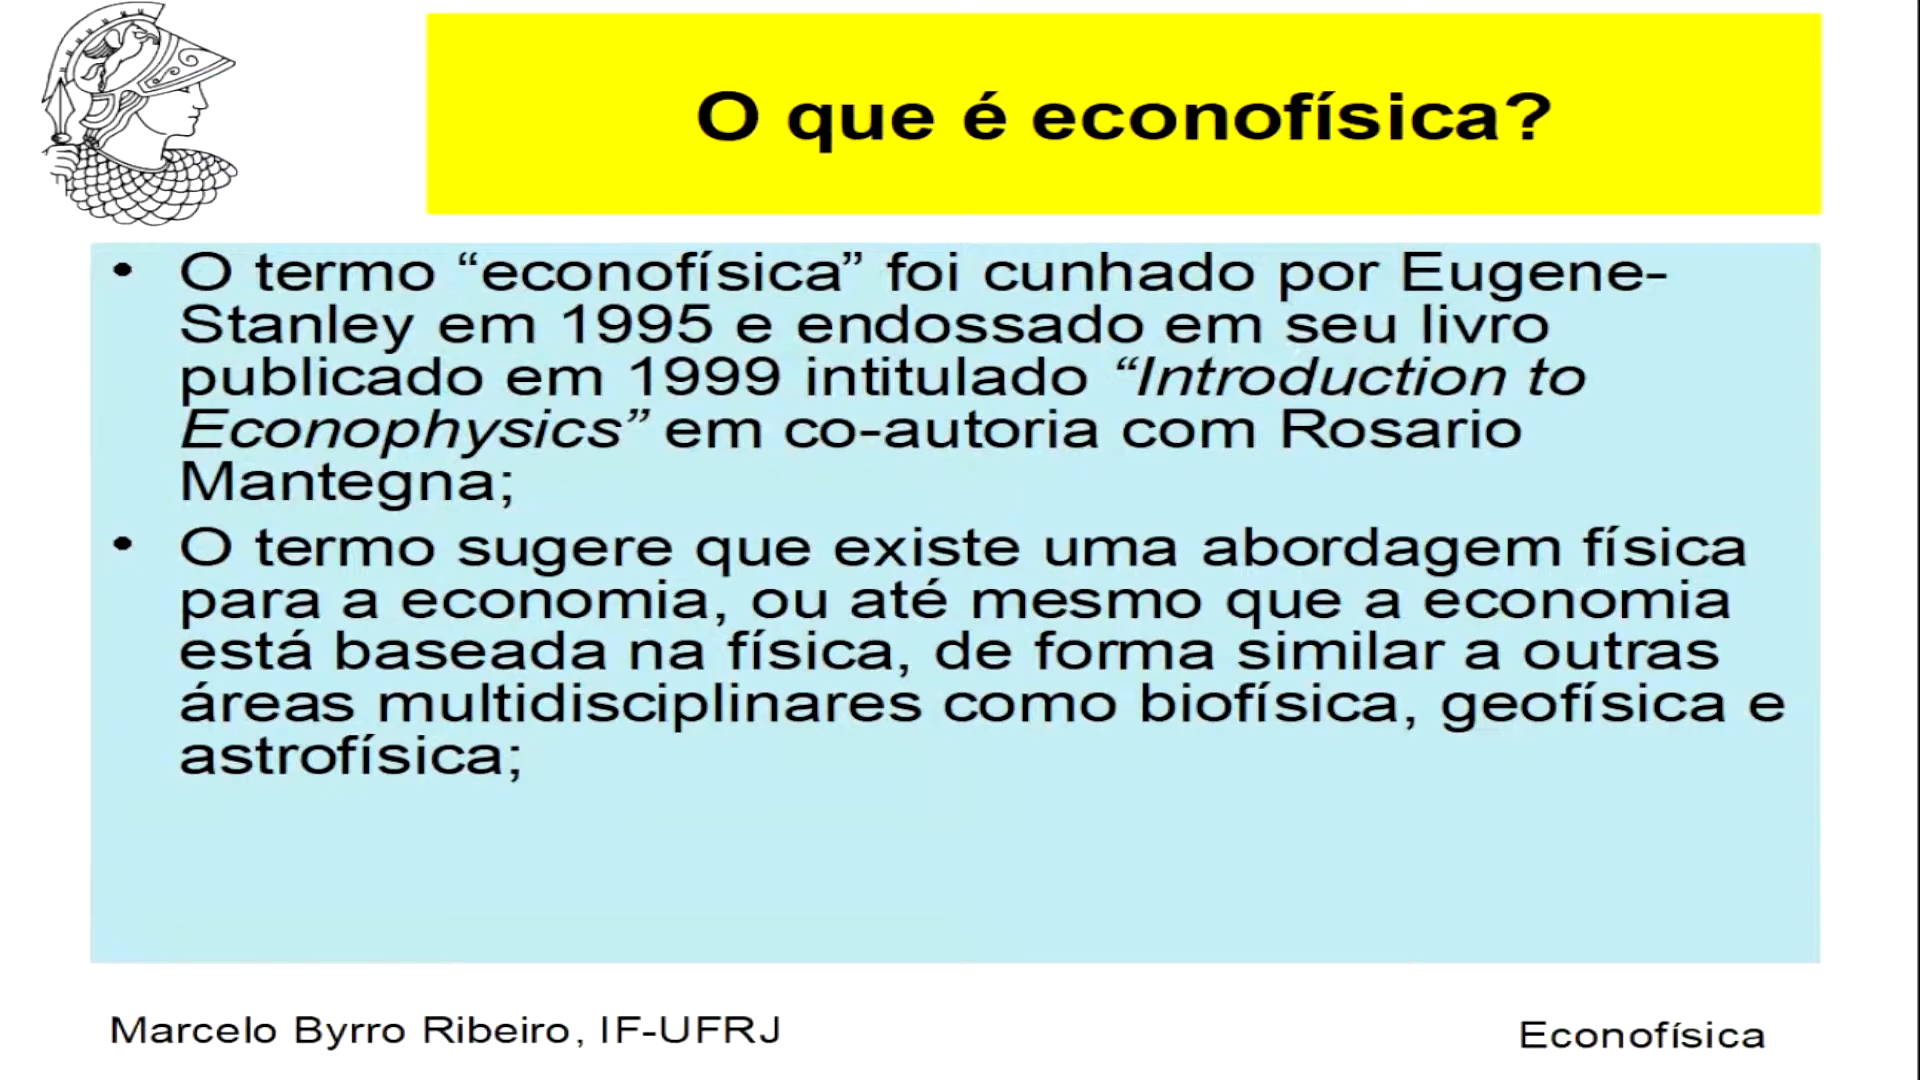 O que é econofísica?
• O termo “econofísica” foi cunhado por Eugene-
Stanley em 1995 e endossado em seu livro
publicado em 1999 intitulado “Introduction to
Econophysics” em co-autoria com Rosario
Mantegna;
• O termo sugere que existe uma abordagem física
para a economia, ou até mesmo que a economia
está baseada na física, de forma similar a outras
áreas multidisciplinares como biofísica, geofísica e
astrofísica;
Marcelo Byrro Ribeiro, IF-UFRJ
Econofísica